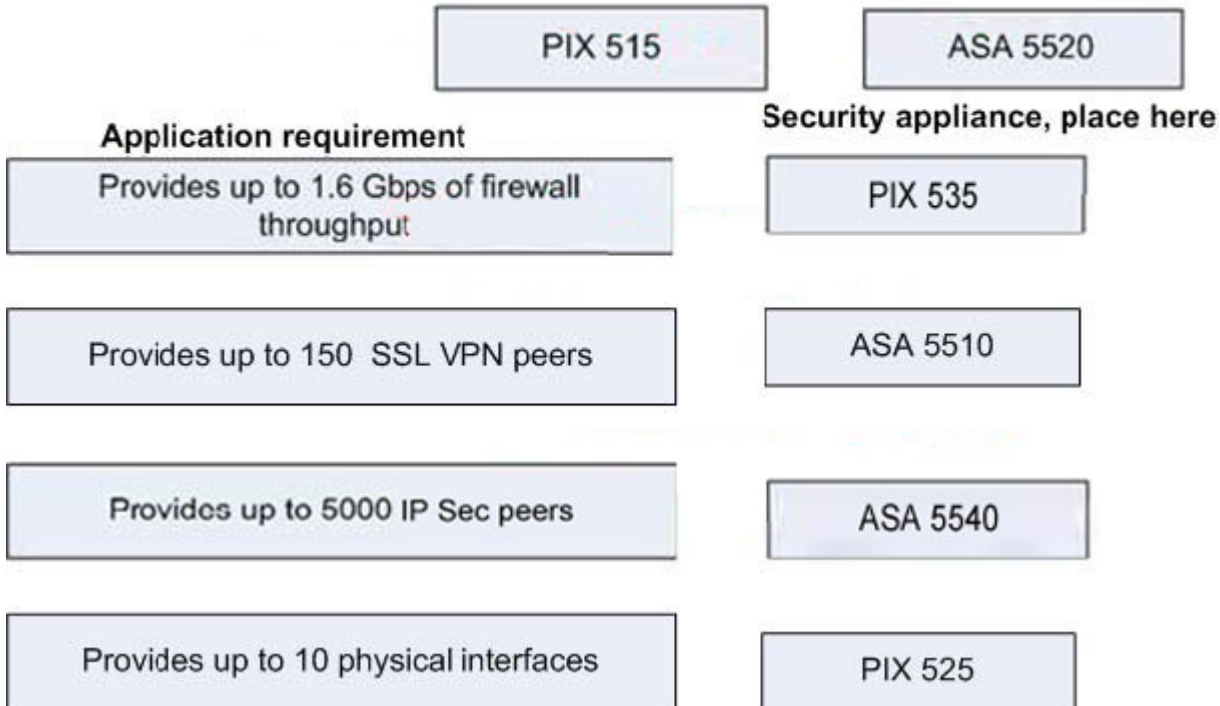 PIX 515
ASA 5520
Application requirement
Security appliance, place here
Provides up to 1.6 Gbps of firewall
throughput
PIX 535
Provides up to 150 SSL VPN peers
ASA 5510
Provides up to 5000 IP Sec peers
ASA 5540
Provides up to 10 physical interfaces
PIX 525